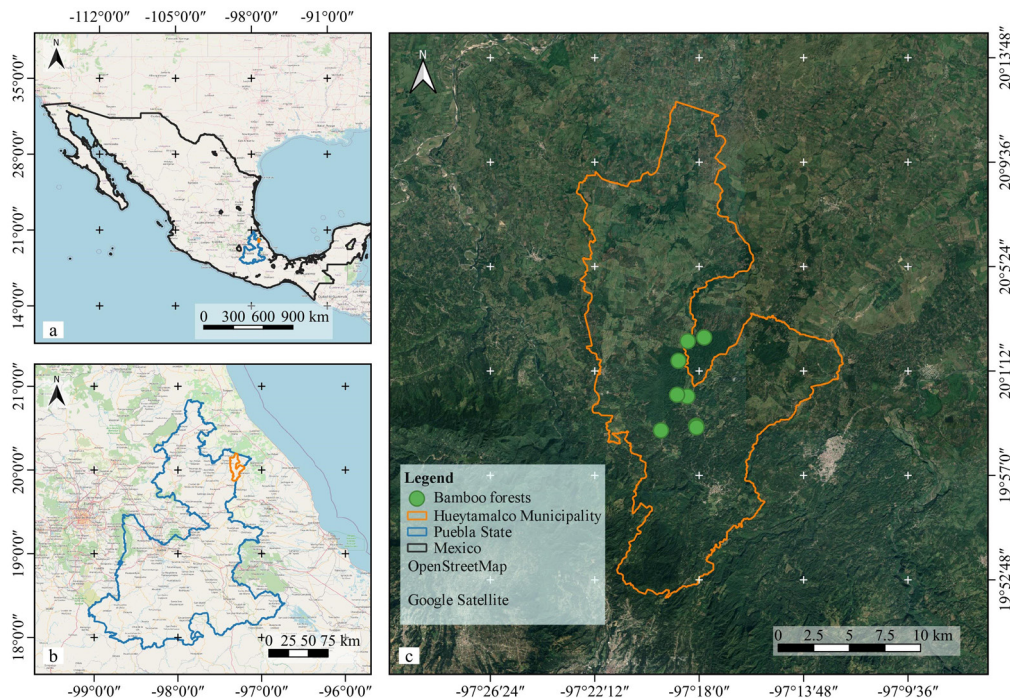 -112°0′0″ -105°0′0″ -98°0′0″ -91°0′0″
N
35°0′0″
28°0′0″
21°0′0″
14°0′0″
0 300 600 900 km
a
N
21°0′0″
20°0′0″
19°0′0″
18°0′0″
0 25 50 75 km
b
-99°0′0″ -98°0′0″ -97°0′0″ -96°0′0″
N
20°13′48″
20°9′36″
20°5′24″
20°1′12″
19°57′0″
19°52′48″
Legend
Bamboo forests
Hueytamalco Municipality
Puebla State
Mexico
OpenStreetMap
Google Satellite
0 2.5 5 7.5 10 km
c
-97°26′24″ -97°22′12″ -97°18′0″ -97°13′48″ -97°9′36″